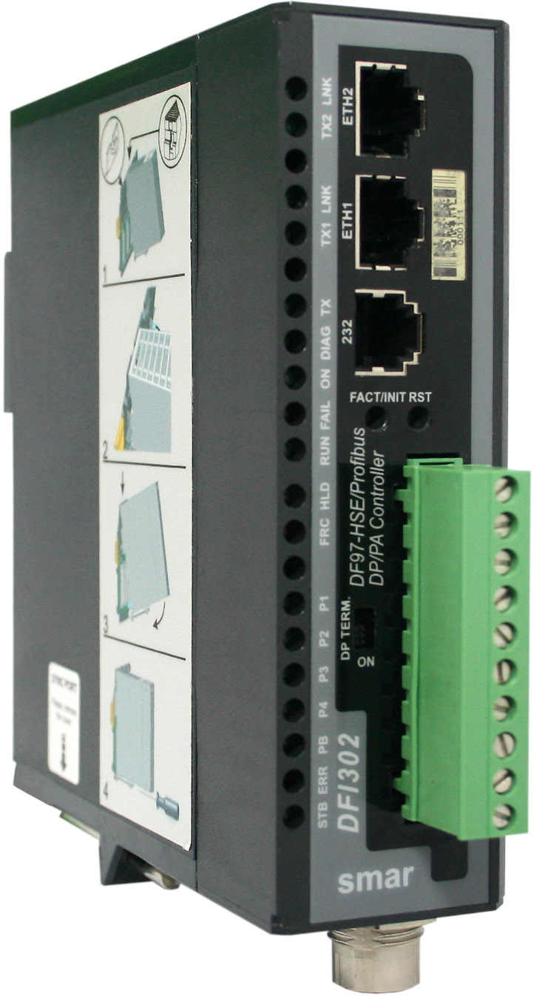 LNK
TX2
ETH2
LNK
TX1
ETH1
TX
DIAG
232
ON
FAIL
RUN
FACT/INIT RST
HLD
FRC
DF97-HSE/Profibus
DP/PA Controller
P1
P2
P3
P4
PB
ERR
STB
DP TERM.
ON
DFI302
smar
000111
1
2
3
4
SYNC PORT